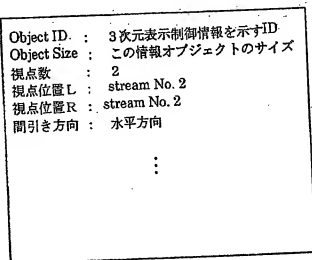 Object ID. : 3次元表示制御情報を示すID
Object Size : この情報オブジェクトのサイズ
視点数 : 2
視点位置L : stream No. 2
視点位置R : stream No. 2
間引き方向 : 水平方向
⋮